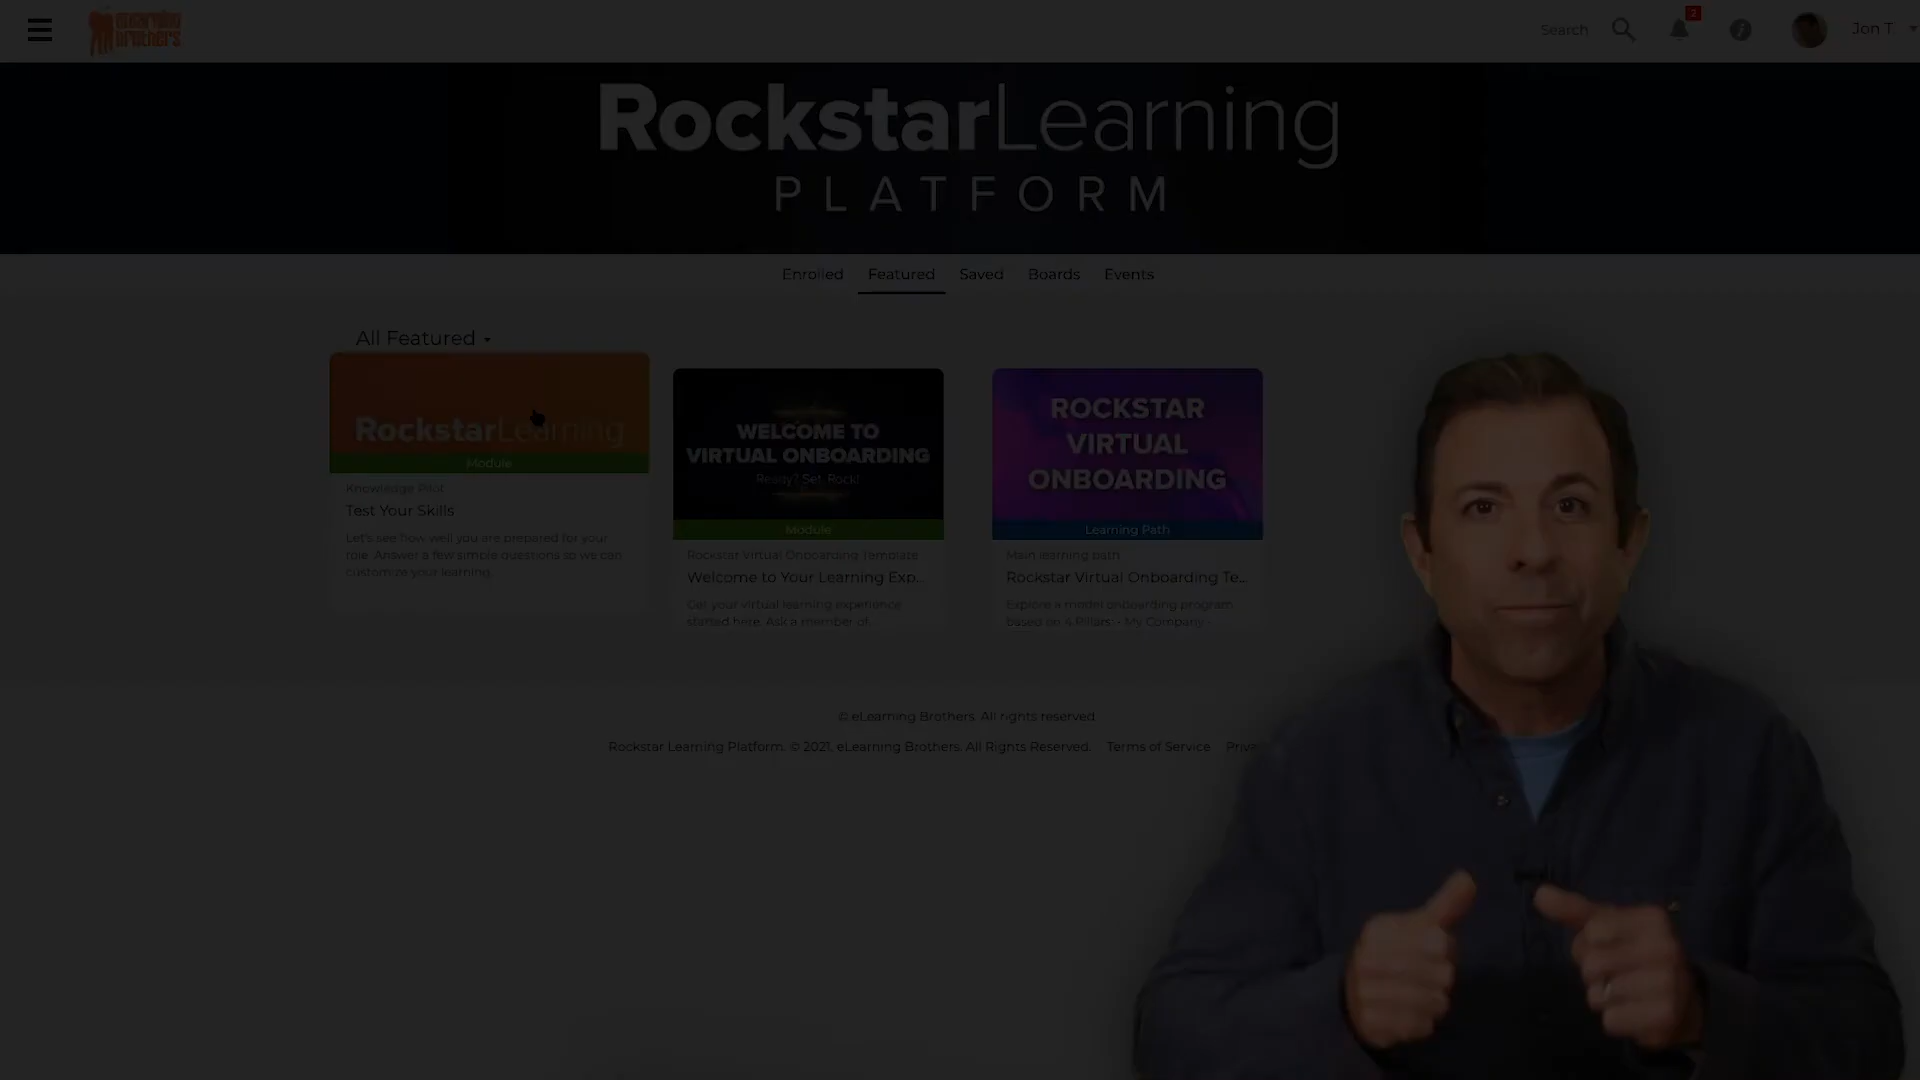 eLearning
brothers
Search
2
Jon T
RockstarLearning
PLATFORM
Enrolled
Featured
Saved
Boards
Events
All Featured
RockstarLearning
Module
Knowledge Pilot
Test Your Skills
Let's see how well you are prepared for your
role. Answer a few simple questions so we can
customize your learning.
WELCOME TO
VIRTUAL ONBOARDING
Ready? Set. Rock!
Module
Rockstar Virtual Onboarding Template
Welcome to Your Learning Exp...
Get your virtual learning experience
started here. Ask a member of...
ROCKSTAR
VIRTUAL
ONBOARDING
Learning Path
Main learning path
Rockstar Virtual Onboarding Te...
Explore a model onboarding program
based on 4 Pillars: - My Company -
© eLearning Brothers. All rights reserved.
Rockstar Learning Platform. © 2021, eLearning Brothers. All Rights Reserved. Terms of Service Priva